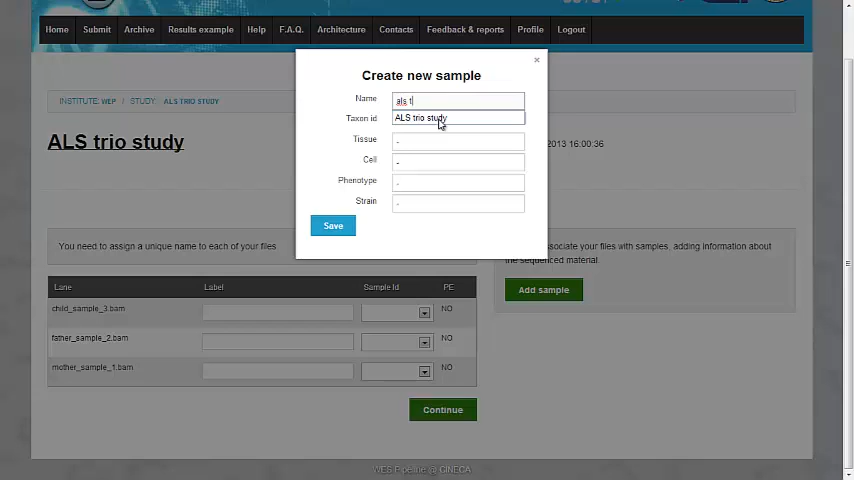 Home Submit Archive Results example Help F.A.Q. Architecture Contacts Feedback & reports Profile Logout
Create new sample
×
Name als t
INSTITUTE: WEP / STUDY: ALS TRIO STUDY
Taxon id ALS trio study
ALS trio study
Tissue -
2013 16:00:36
Cell -
Phenotype -
Strain -
Save
You need to assign a unique name to each of your files
associate your files with samples, adding information about
the sequenced material.
Lane Label Sample Id PE
Add sample
child_sample_3.bam NO
father_sample_2.bam NO
mother_sample_1.bam NO
Continue
WES Pipeline @ CINECA